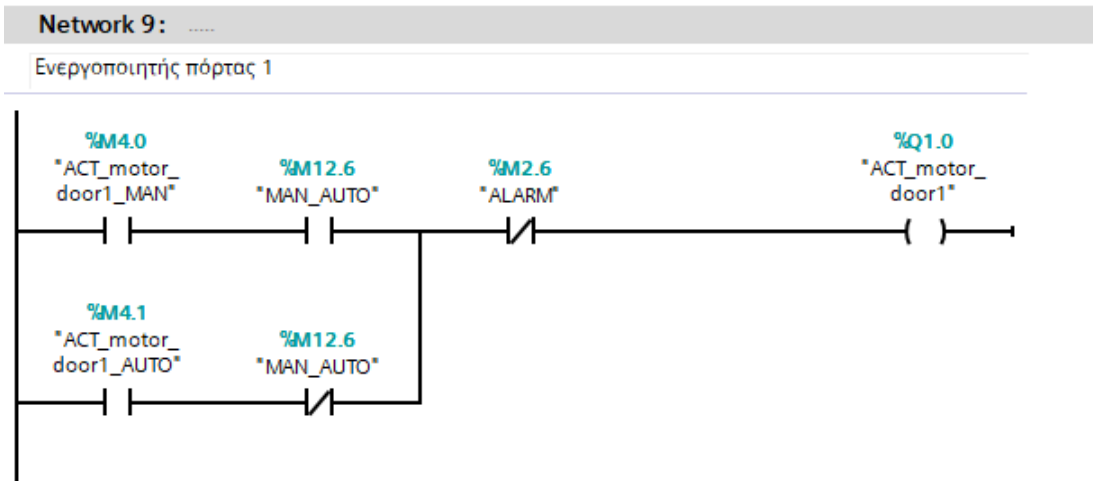 Network 9: .....
Ενεργοποιητής πόρτας 1
%M4.0
"ACT_motor_
door1_MAN"
%M12.6
"MAN_AUTO"
%M2.6
"ALARM"
%Q1.0
"ACT_motor_
door1"
%M4.1
"ACT_motor_
door1_AUTO"
%M12.6
"MAN_AUTO"